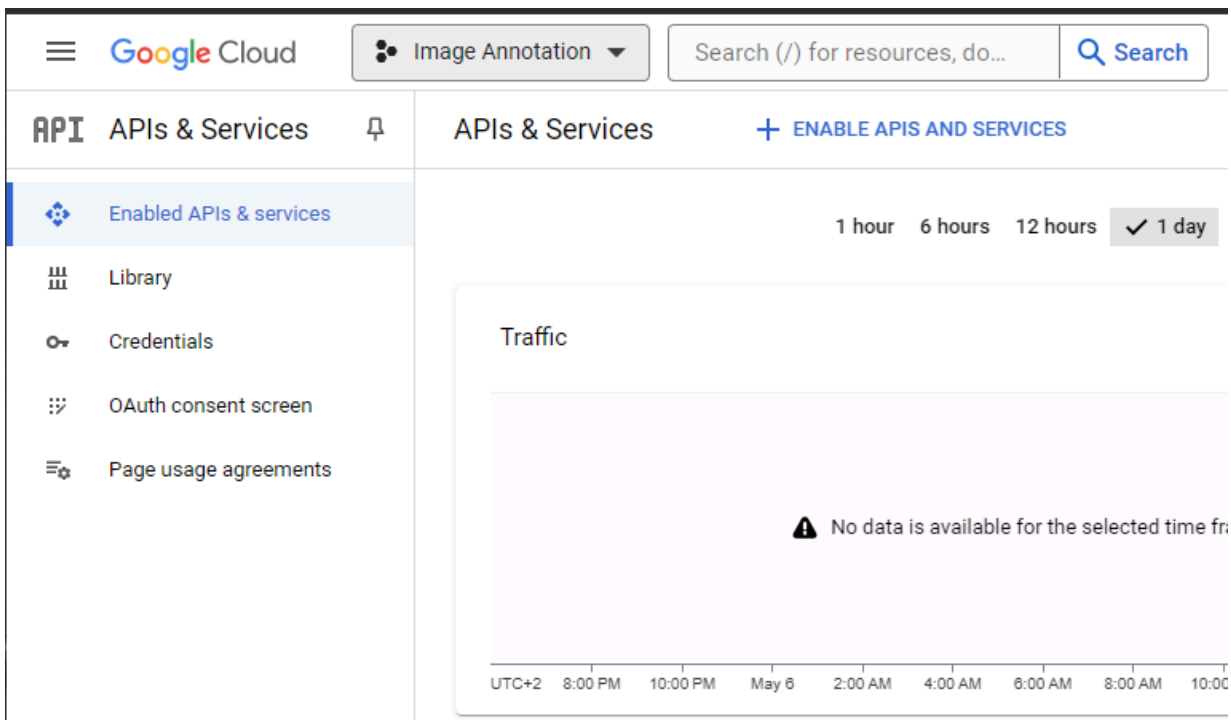 Google Cloud
Image Annotation
Search (/) for resources, do...
Search
API
APIs & Services
APIs & Services
ENABLE APIS AND SERVICES
Enabled APIs & services
Library
Credentials
OAuth consent screen
Page usage agreements
1 hour 6 hours 12 hours 1 day
Traffic
No data is available for the selected time fra
UTC+2 8:00 PM 10:00 PM May 6 2:00 AM 4:00 AM 6:00 AM 8:00 AM 10:00